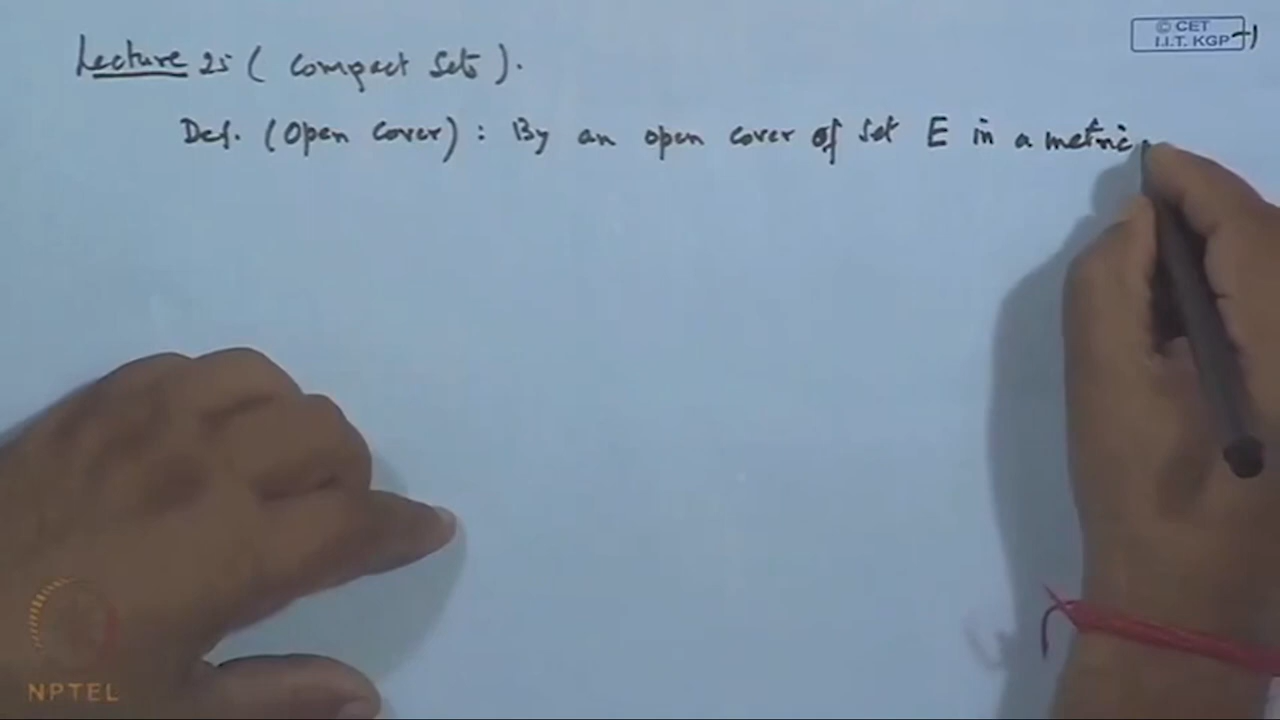 Lecture 25 ( Compact Sets ).
© CET
I.I.T. KGP
Def. (Open Cover) : By an open cover of set E in a metric
NPTEL